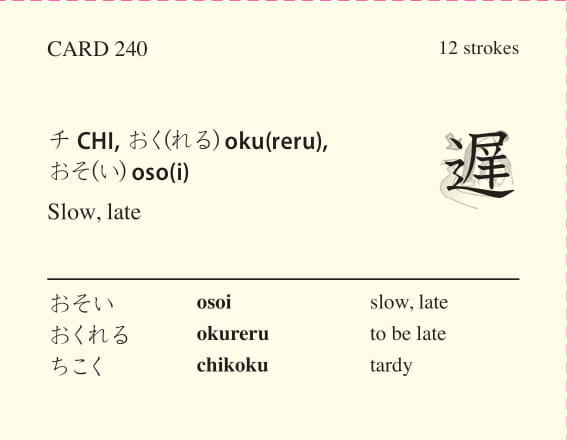 CARD 240
12 strokes
チ CHI, おく(れる) oku(reru),
おそ(い) oso(i)
Slow, late
遅
おそい osoi slow, late
おくれる okureru to be late
ちこく chikoku tardy